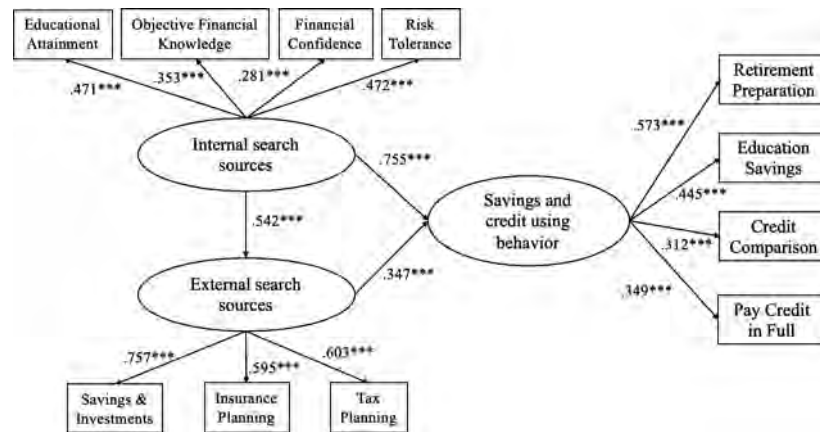 Educational
Attainment
Objective Financial
Knowledge
Financial
Confidence
Risk
Tolerance
.471***
.353***
.281***
.472***
Internal search
sources
.755***
.542***
External search
sources
.347***
Savings and
credit using
behavior
.573***
.445***
.312***
.349***
Retirement
Preparation
Education
Savings
Credit
Comparison
Pay Credit
in Full
.757***
.595***
.603***
Savings &
Investments
Insurance
Planning
Tax
Planning